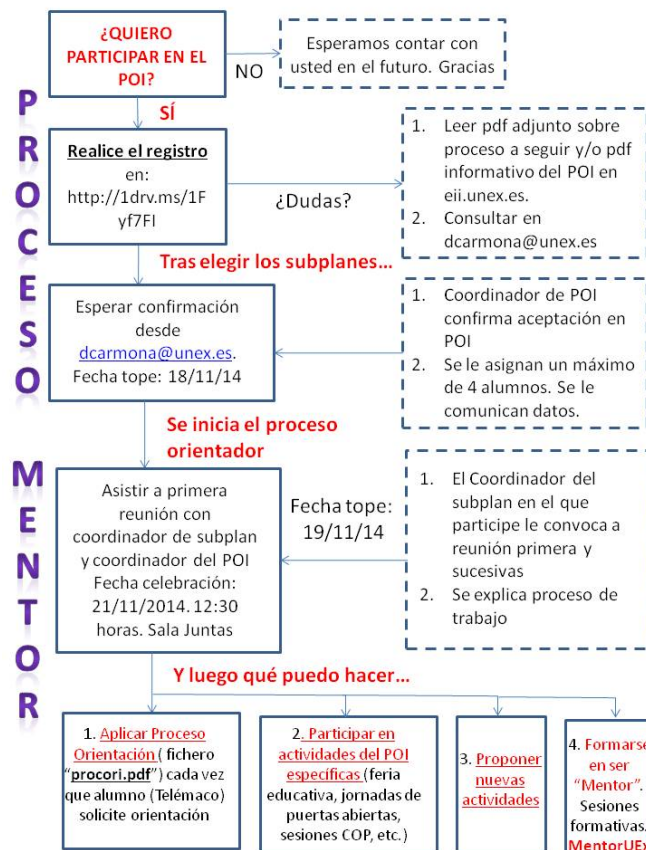 ¿QUIERO
PARTICIPAR EN EL
POI?
NO
Esperamos contar con
usted en el futuro. Gracias
SÍ
PROCESO
Realice el registro
en:
http://1drv.ms/1F
yf7FI
¿Dudas?
1. Leer pdf adjunto sobre
proceso a seguir y/o pdf
informativo del POI en
eii.unex.es.
2. Consultar en
dcarmona@unex.es
Tras elegir los subplanes...
Esperar confirmación
desde
dcarmona@unex.es.
Fecha tope: 18/11/14
1. Coordinador de POI
confirma aceptación en
POI
2. Se le asignan un máximo
de 4 alumnos. Se le
comunican datos.
Se inicia el proceso
orientador
MENTOR
Asistir a primera
reunión con
coordinador de subplan
y coordinador del POI
Fecha celebración:
21/11/2014. 12:30
horas. Sala Juntas
Fecha tope:
19/11/14
1. El Coordinador del
subplan en el que
participe le convoca a
reunión primera y
sucesivas
2. Se explica proceso de
trabajo
Y luego qué puedo hacer...
1. Aplicar Proceso
Orientación ( fichero
“procori.pdf”) cada vez
que alumno (Telémaco)
solicite orientación
2. Participar en
actividades del POI
específicas (feria
educativa, jornadas de
puertas abiertas,
sesiones COP, etc.)
3. Proponer
nuevas
actividades
4. Formarse
en ser
“Mentor”.
Sesiones
formativas.
MentorUEx